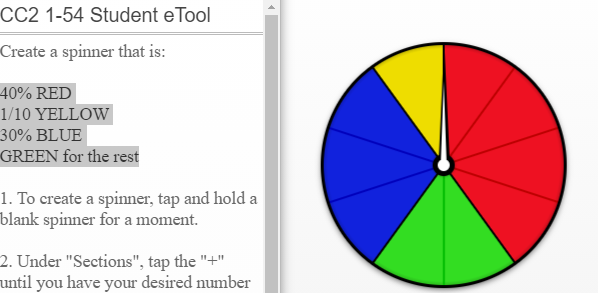 CC2 1-54 Student eTool
Create a spinner that is:
40% RED
1/10 YELLOW
30% BLUE
GREEN for the rest
1. To create a spinner, tap and hold a
blank spinner for a moment.
2. Under "Sections", tap the "+"
until you have your desired number